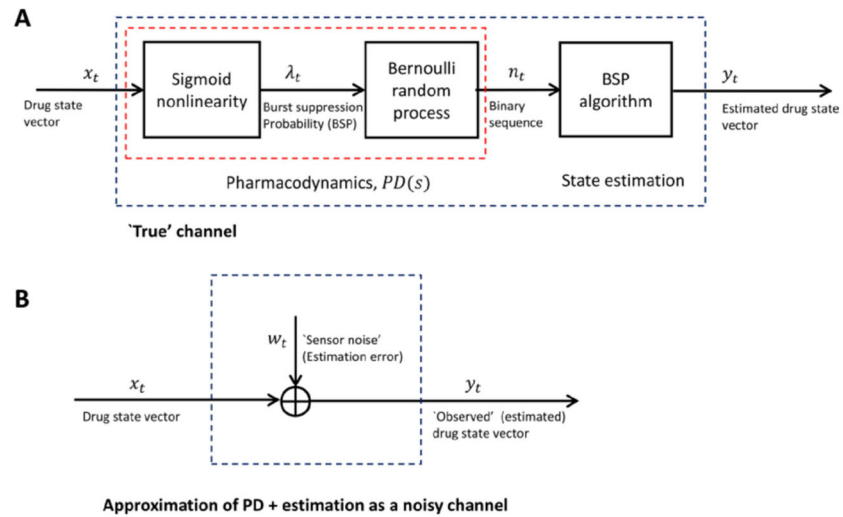 A
x_t
Drug state
vector
Sigmoid
nonlinearity
λ_t
Burst suppression
Probability (BSP)
Bernoulli
random
process
n_t
Binary
sequence
BSP
algorithm
y_t
Estimated drug state
vector
Pharmacodynamics, PD(s)
State estimation
`True’ channel
B
w_t
`Sensor noise’
(Estimation error)
x_t
Drug state vector
y_t
`Observed’ (estimated)
drug state vector
Approximation of PD + estimation as a noisy channel